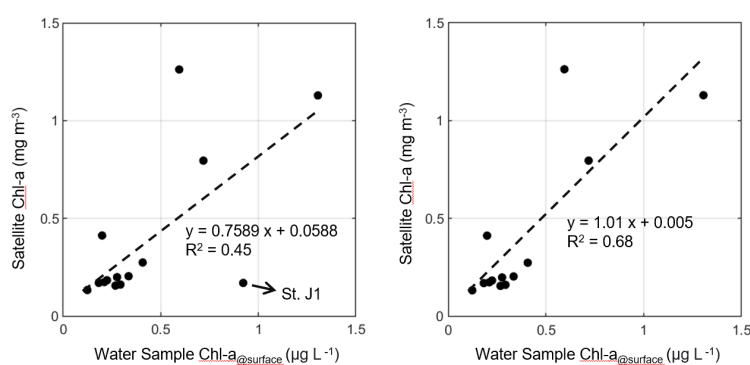 1.5
1
0.5
0
0
0.5
1
1.5
Satellite Chl-a (mg m-3)
y = 0.7589 x + 0.0588
R2 = 0.45
St. J1
Water Sample Chl-a@surface (µg L-1)
1.5
1
0.5
0
0
0.5
1
1.5
Satellite Chl-a (mg m-3)
y = 1.01 x + 0.005
R2 = 0.68
Water Sample Chl-a@surface (µg L-1)